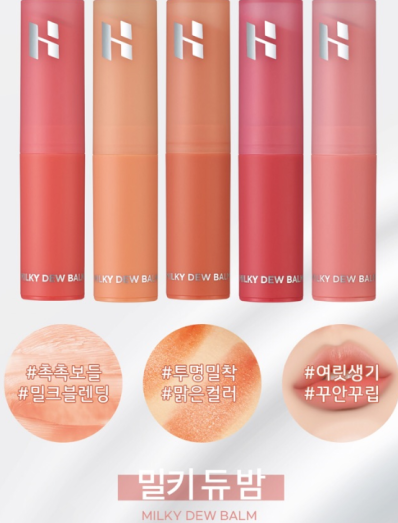 H H H H H
MILKY DEW BALM MILKY DEW BALM MILKY DEW BALM MILKY DEW BALM MILKY DEW BALM
#촉촉보들
#밀크블렌딩
#투명밀착
#맑은컬러
#여릿생기
#꾸안꾸립
밀키 듀 밤
MILKY DEW BALM